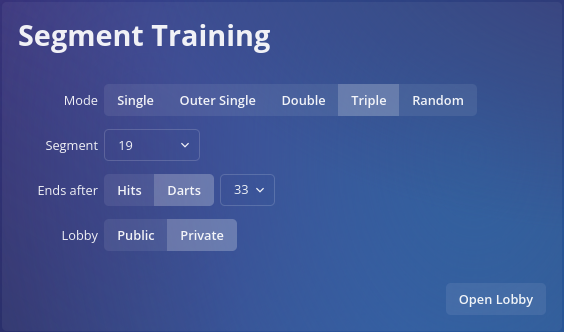 Segment Training
Mode Single Outer Single Double Triple Random
Segment 19
Ends after Hits Darts 33
Lobby Public Private
Open Lobby